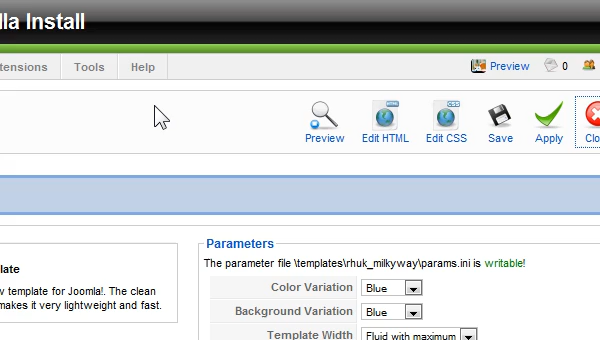 lla Install
tensions Tools Help Preview 0
Preview Edit HTML Edit CSS Save Apply Clo
Parameters
The parameter file \templates\rhuk_milkyway\params.ini is writable!
late
w template for Joomla!. The clean
makes it very lightweight and fast.
Color Variation Blue
Background Variation Blue
Template Width Fluid with maximum